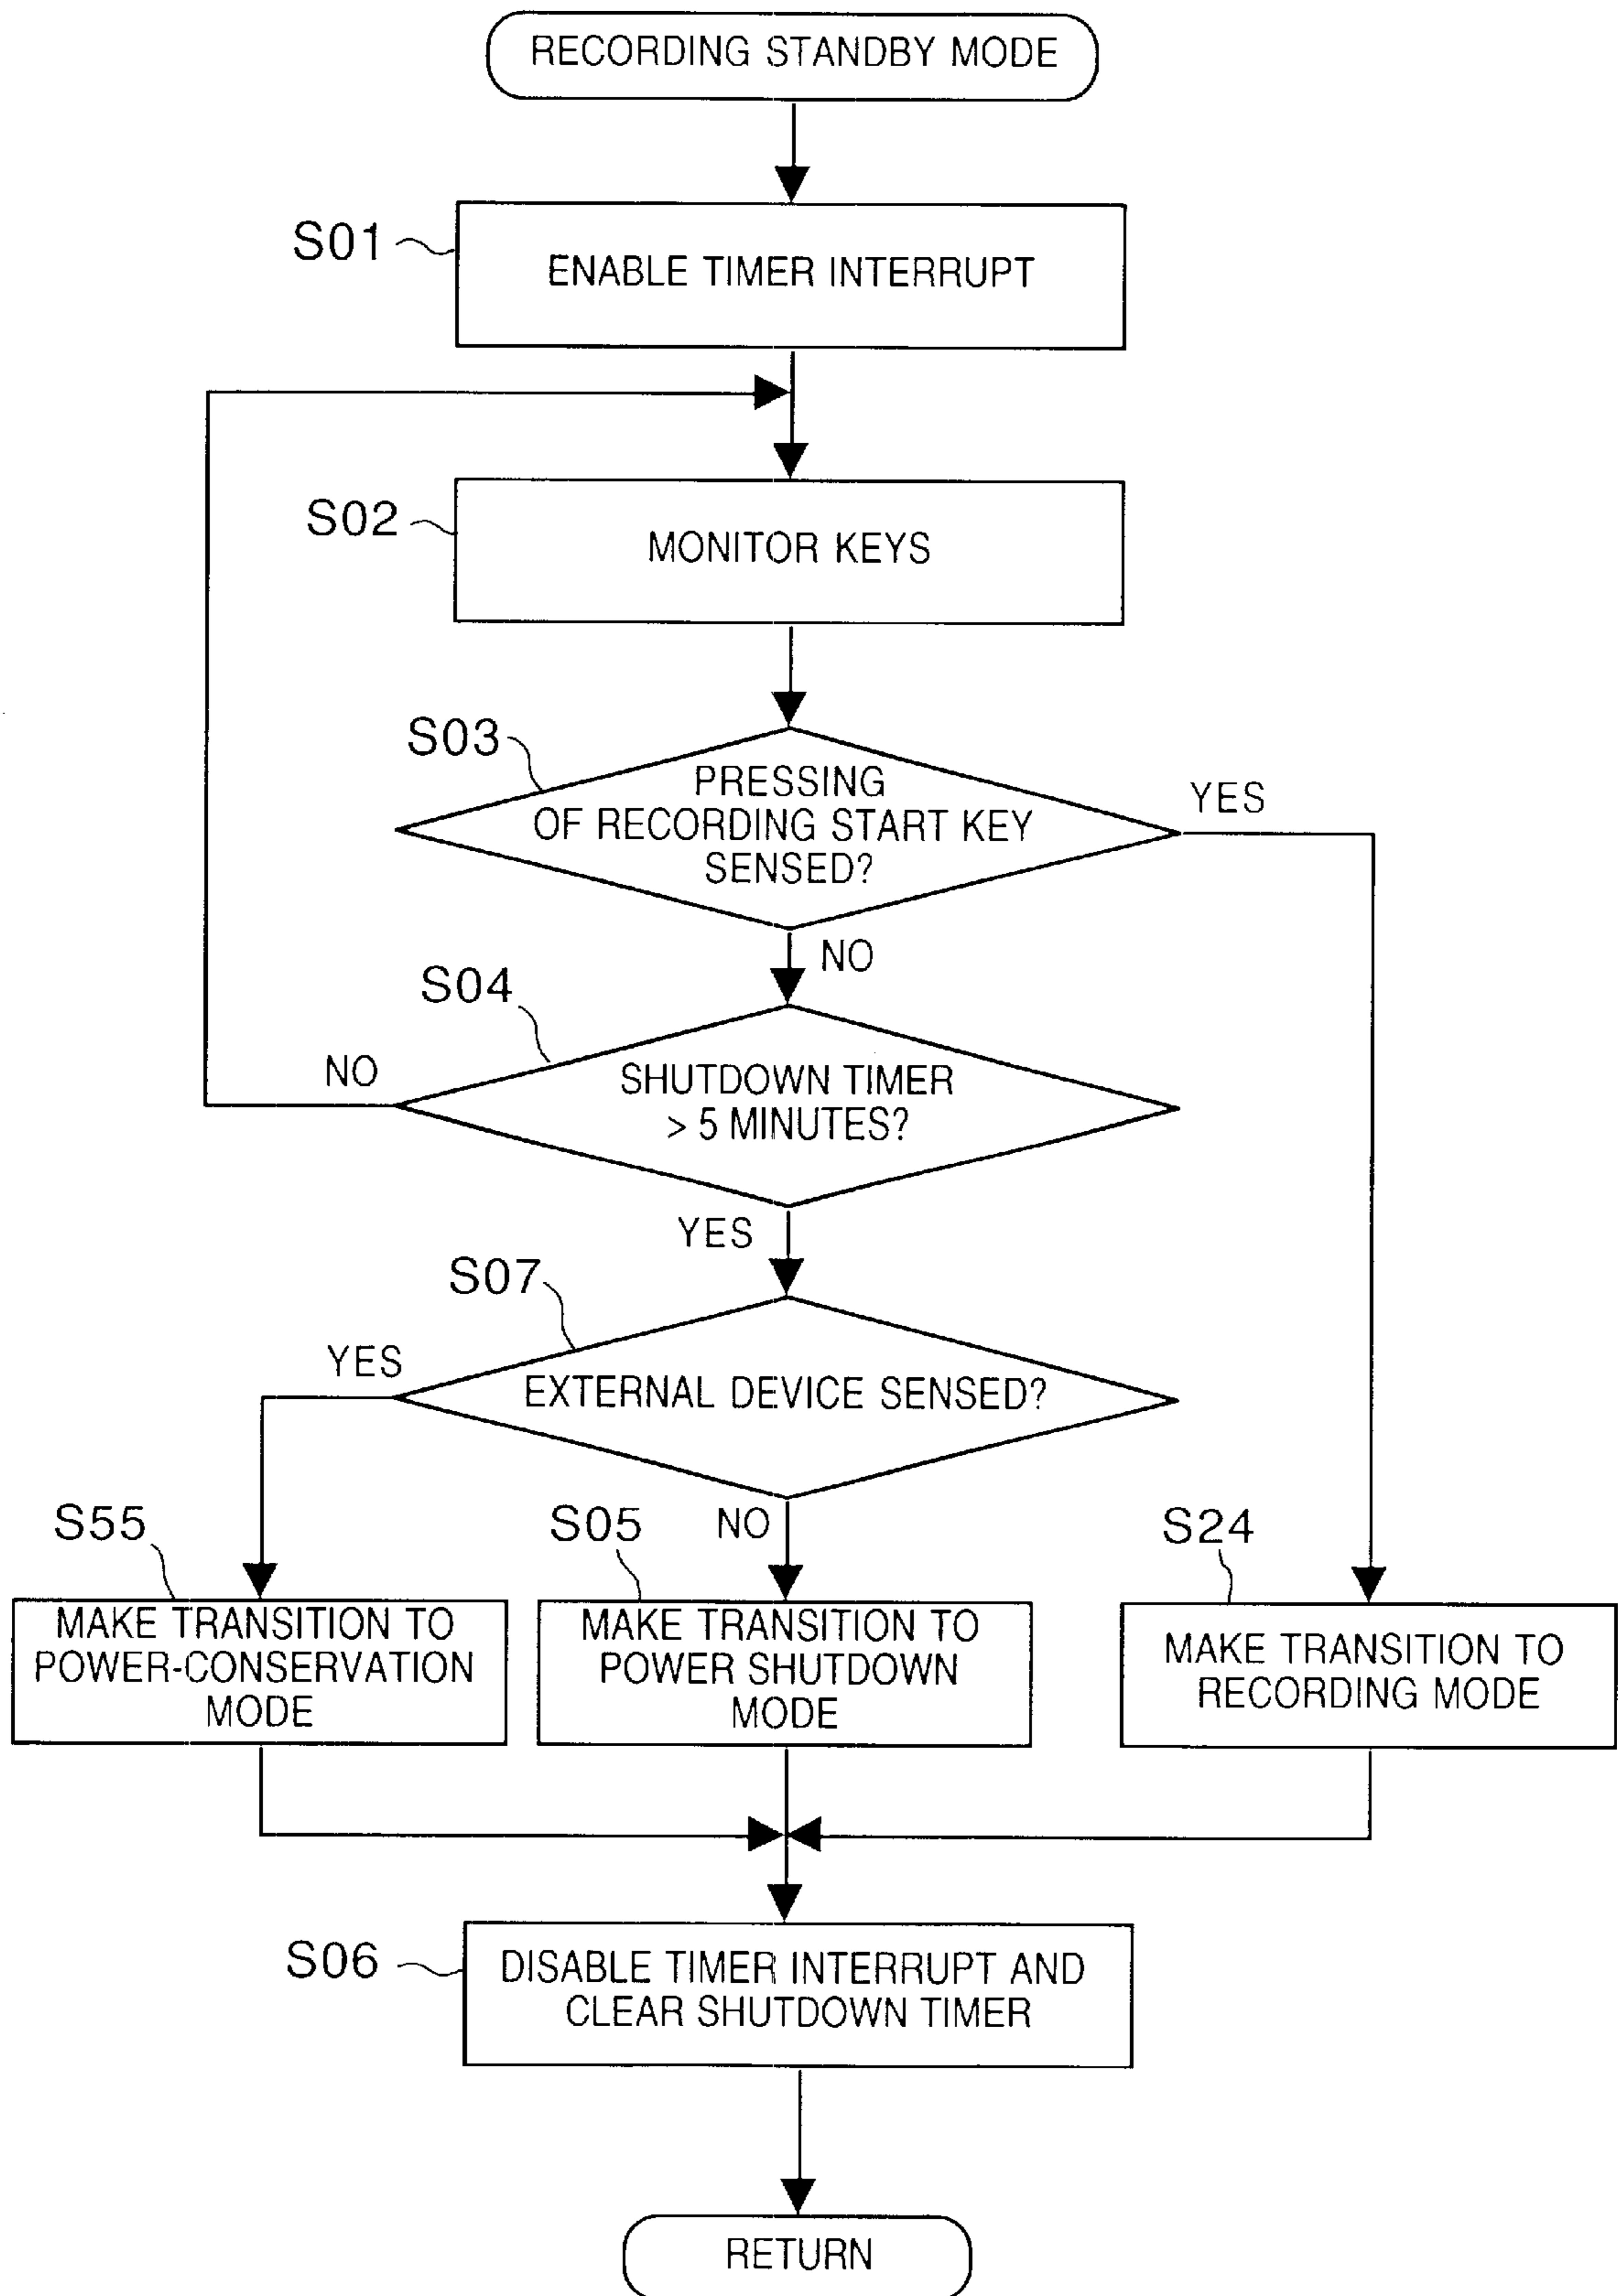 RECORDING STANDBY MODE
S01
ENABLE TIMER INTERRUPT
S02
MONITOR KEYS
S03
PRESSING
OF RECORDING START KEY
SENSED?
YES
NO
S04
SHUTDOWN TIMER
> 5 MINUTES?
NO
YES
S07
EXTERNAL DEVICE SENSED?
YES
NO
S55
MAKE TRANSITION TO
POWER-CONSERVATION
MODE
S05
MAKE TRANSITION TO
POWER SHUTDOWN
MODE
S24
MAKE TRANSITION TO
RECORDING MODE
S06
DISABLE TIMER INTERRUPT AND
CLEAR SHUTDOWN TIMER
RETURN